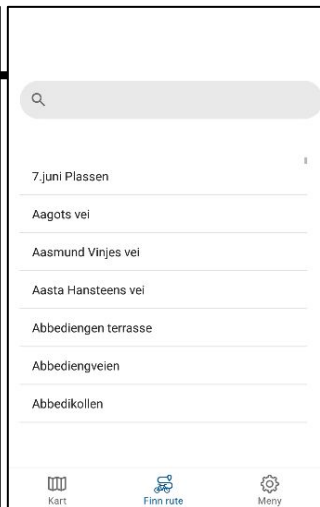 7.juni Plassen
Aagots vei
Aasmund Vinjes vei
Aasta Hansteens vei
Abbediengen terrasse
Abbediengveien
Abbedikollen
Kart Finn rute Meny